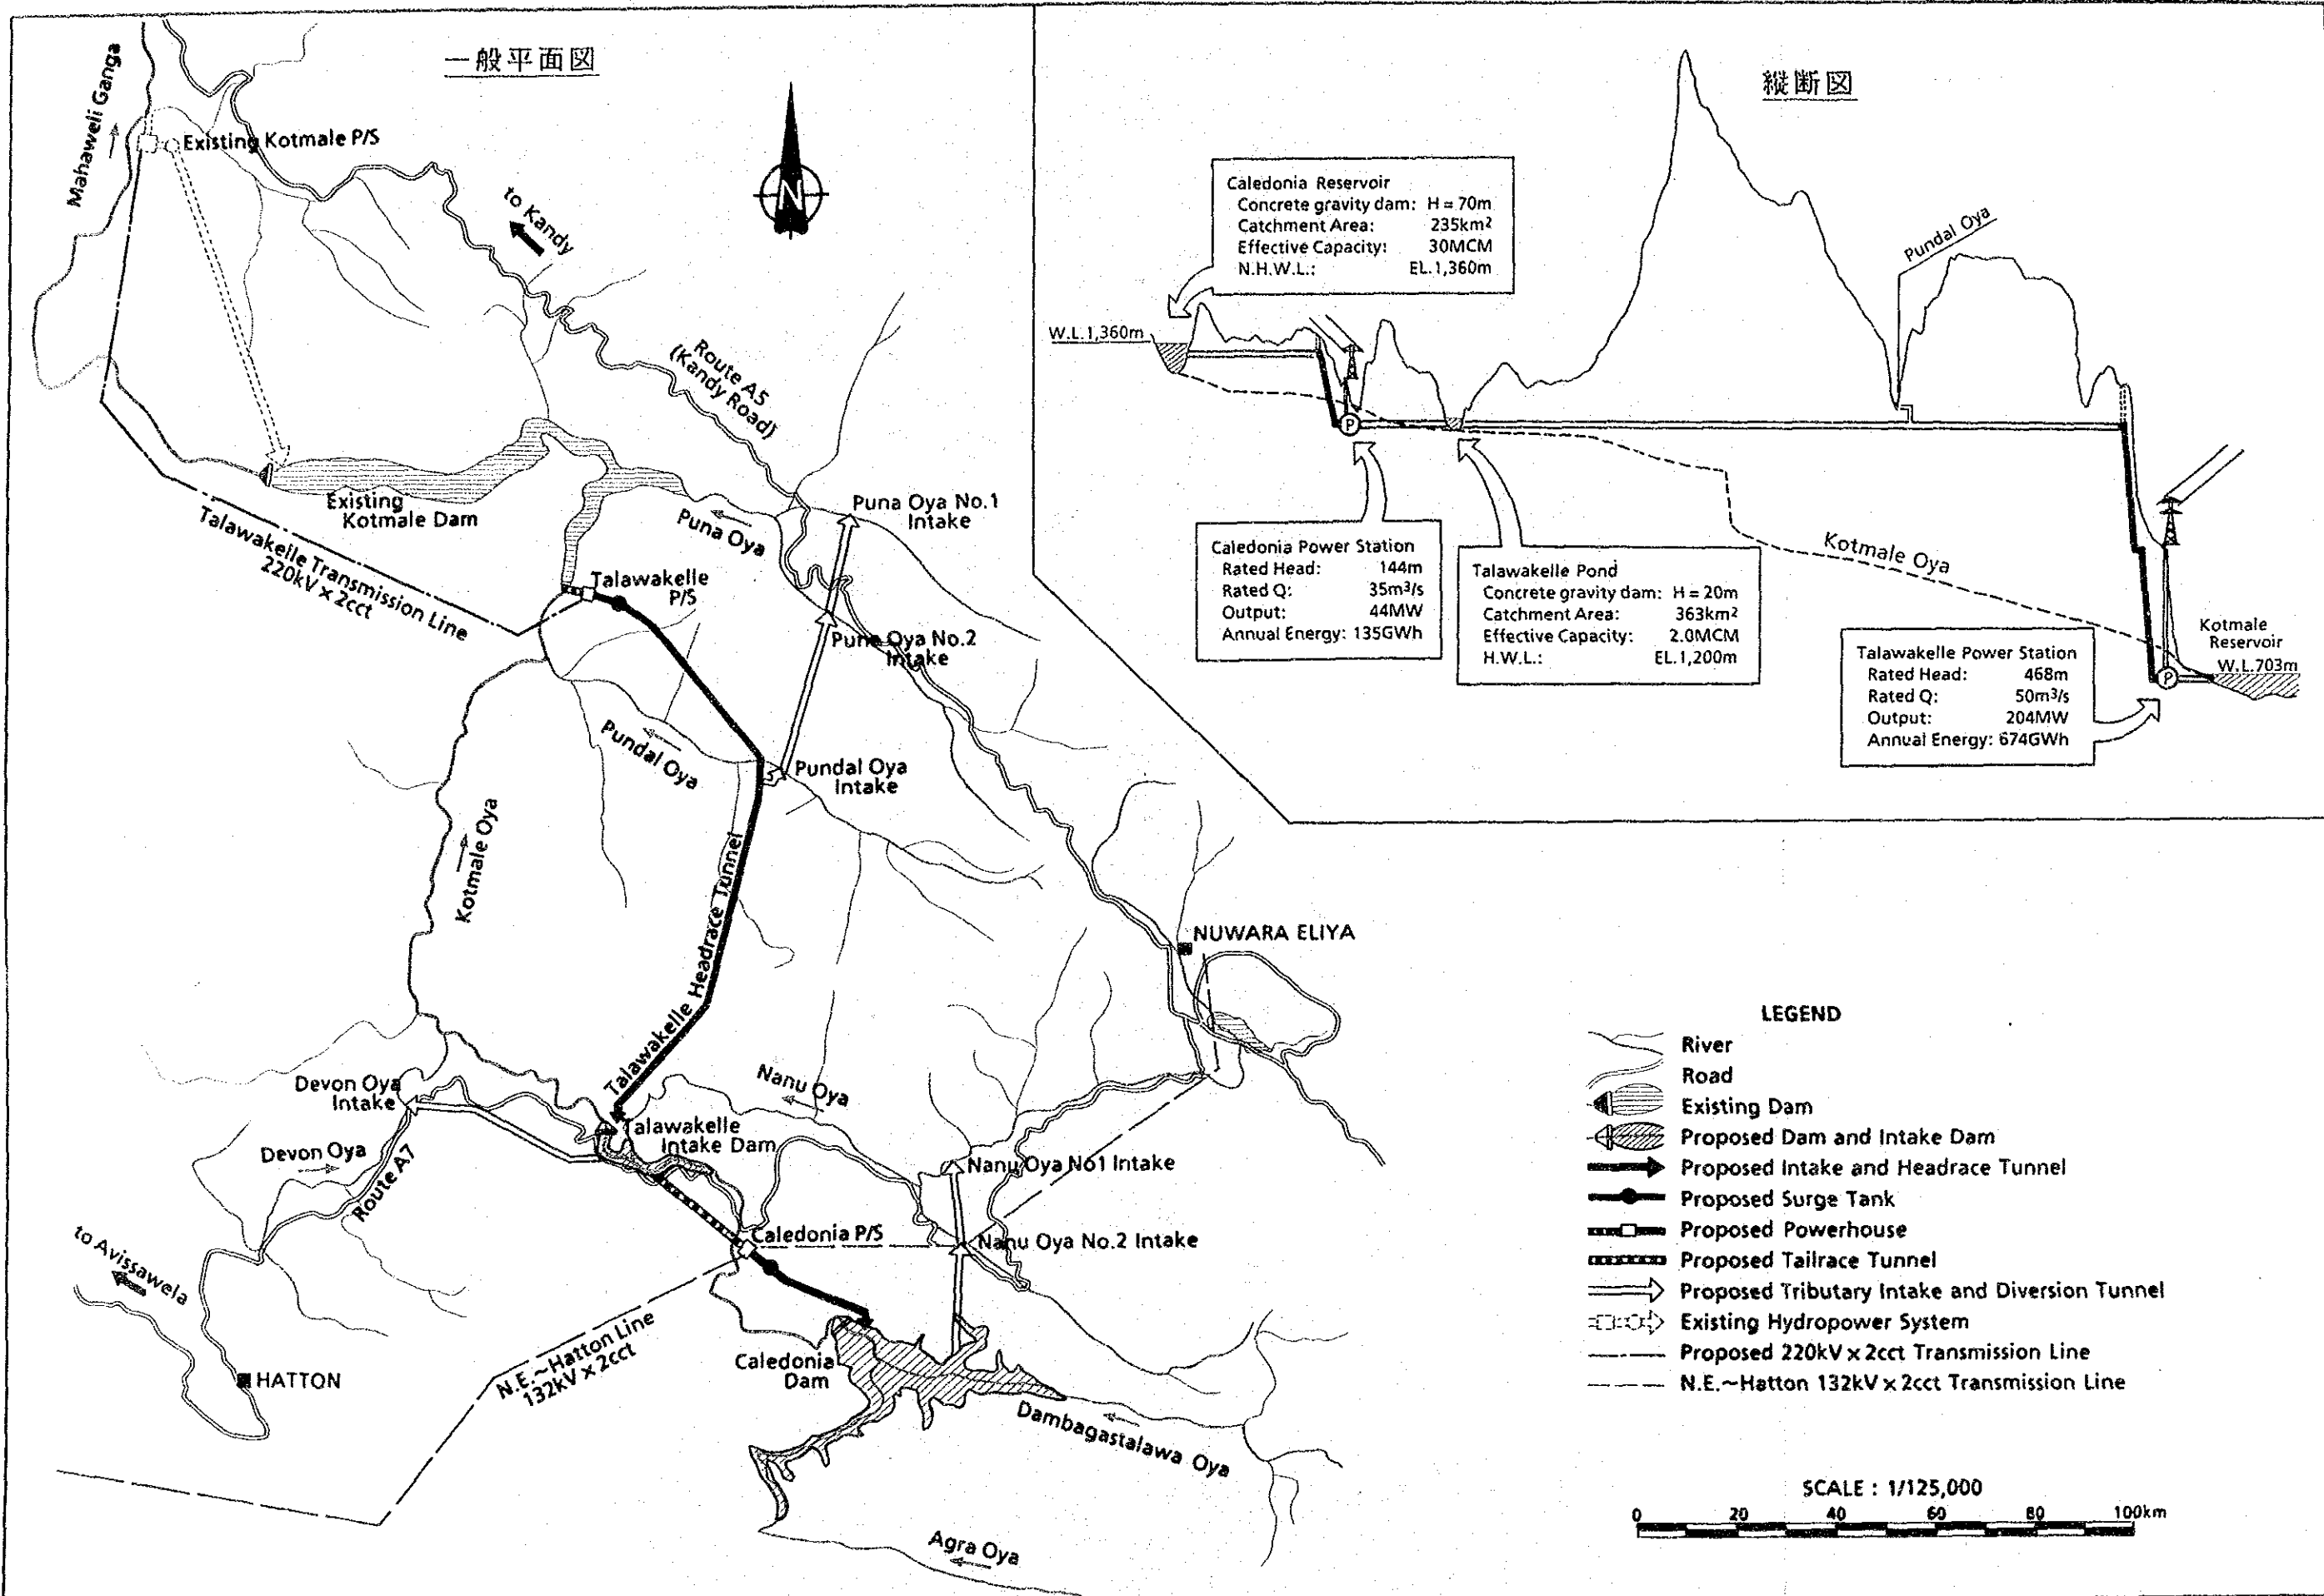 一般平面図
Mahaweli Ganga
Existing Kotmale P/S
to Kandy
Route A5
(Kandy Road)
Existing
Kotmale Dam
Talawakelle Transmission Line
220kV × 2cct
Puna Oya
Puna Oya No.1
Intake
Talawakelle
P/S
Puna Oya No.2
Intake
Pundal Oya
Pundal Oya
Intake
Kotmale Oya
Talawakelle Headrace Tunnel
NUWARA ELIYA
Devon Oya
Intake
Nanu Oya
Talawakelle
Intake Dam
Devon Oya
Route A7
Nanu Oya No1 Intake
to Avissawela
Caledonia P/S
Nanu Oya No.2 Intake
N.E.~Hatton Line
132kV × 2cct
HATTON
Caledonia
Dam
Dambagastalawa Oya
Agra Oya
N
縦断図
Caledonia Reservoir
Concrete gravity dam: H = 70m
Catchment Area: 235km²
Effective Capacity: 30MCM
N.H.W.L.: EL.1,360m
W.L.1,360m
Pundal Oya
Caledonia Power Station
Rated Head: 144m
Rated Q: 35m³/s
Output: 44MW
Annual Energy: 135GWh
Talawakelle Pond
Concrete gravity dam: H = 20m
Catchment Area: 363km²
Effective Capacity: 2.0MCM
H.W.L.: EL.1,200m
Kotmale Oya
Talawakelle Power Station
Rated Head: 468m
Rated Q: 50m³/s
Output: 204MW
Annual Energy: 674GWh
Kotmale
Reservoir
W.L.703m
P
P
LEGEND
River
Road
Existing Dam
Proposed Dam and Intake Dam
Proposed Intake and Headrace Tunnel
Proposed Surge Tank
Proposed Powerhouse
Proposed Tailrace Tunnel
Proposed Tributary Intake and Diversion Tunnel
Existing Hydropower System
Proposed 220kV × 2cct Transmission Line
N.E.~Hatton 132kV × 2cct Transmission Line
SCALE : 1/125,000
0 20 40 60 80 100km